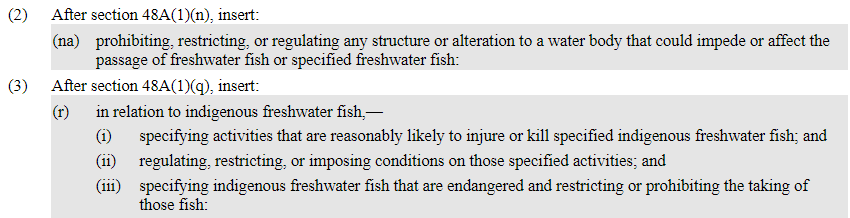 (2) After section 48A(1)(n), insert:
(na) prohibiting, restricting, or regulating any structure or alteration to a water body that could impede or affect the
passage of freshwater fish or specified freshwater fish:
(3) After section 48A(1)(q), insert:
(r) in relation to indigenous freshwater fish,—
(i) specifying activities that are reasonably likely to injure or kill specified indigenous freshwater fish; and
(ii) regulating, restricting, or imposing conditions on those specified activities; and
(iii) specifying indigenous freshwater fish that are endangered and restricting or prohibiting the taking of
those fish: